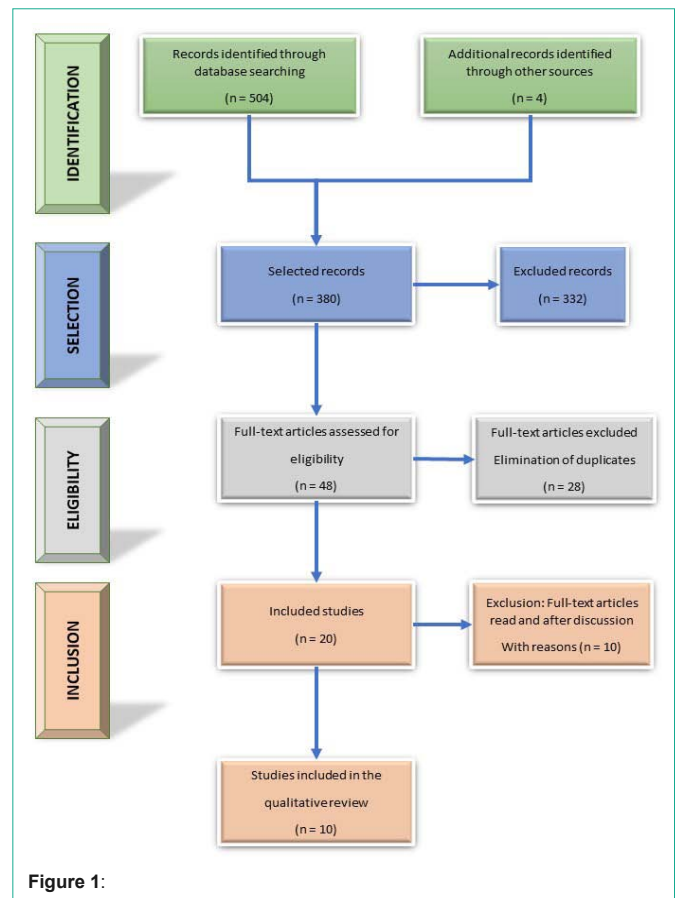 IDENTIFICATION
Records identified through
database searching
(n = 504)
Additional records identified
through other sources
(n = 4)
SELECTION
Selected records
(n = 380)
Excluded records
(n = 332)
ELIGIBILITY
Full-text articles assessed for
eligibility
(n = 48)
Full-text articles excluded
Elimination of duplicates
(n = 28)
INCLUSION
Included studies
(n = 20)
Exclusion: Full-text articles
read and after discussion
With reasons (n = 10)
Studies included in the
qualitative review
(n = 10)
Figure 1: